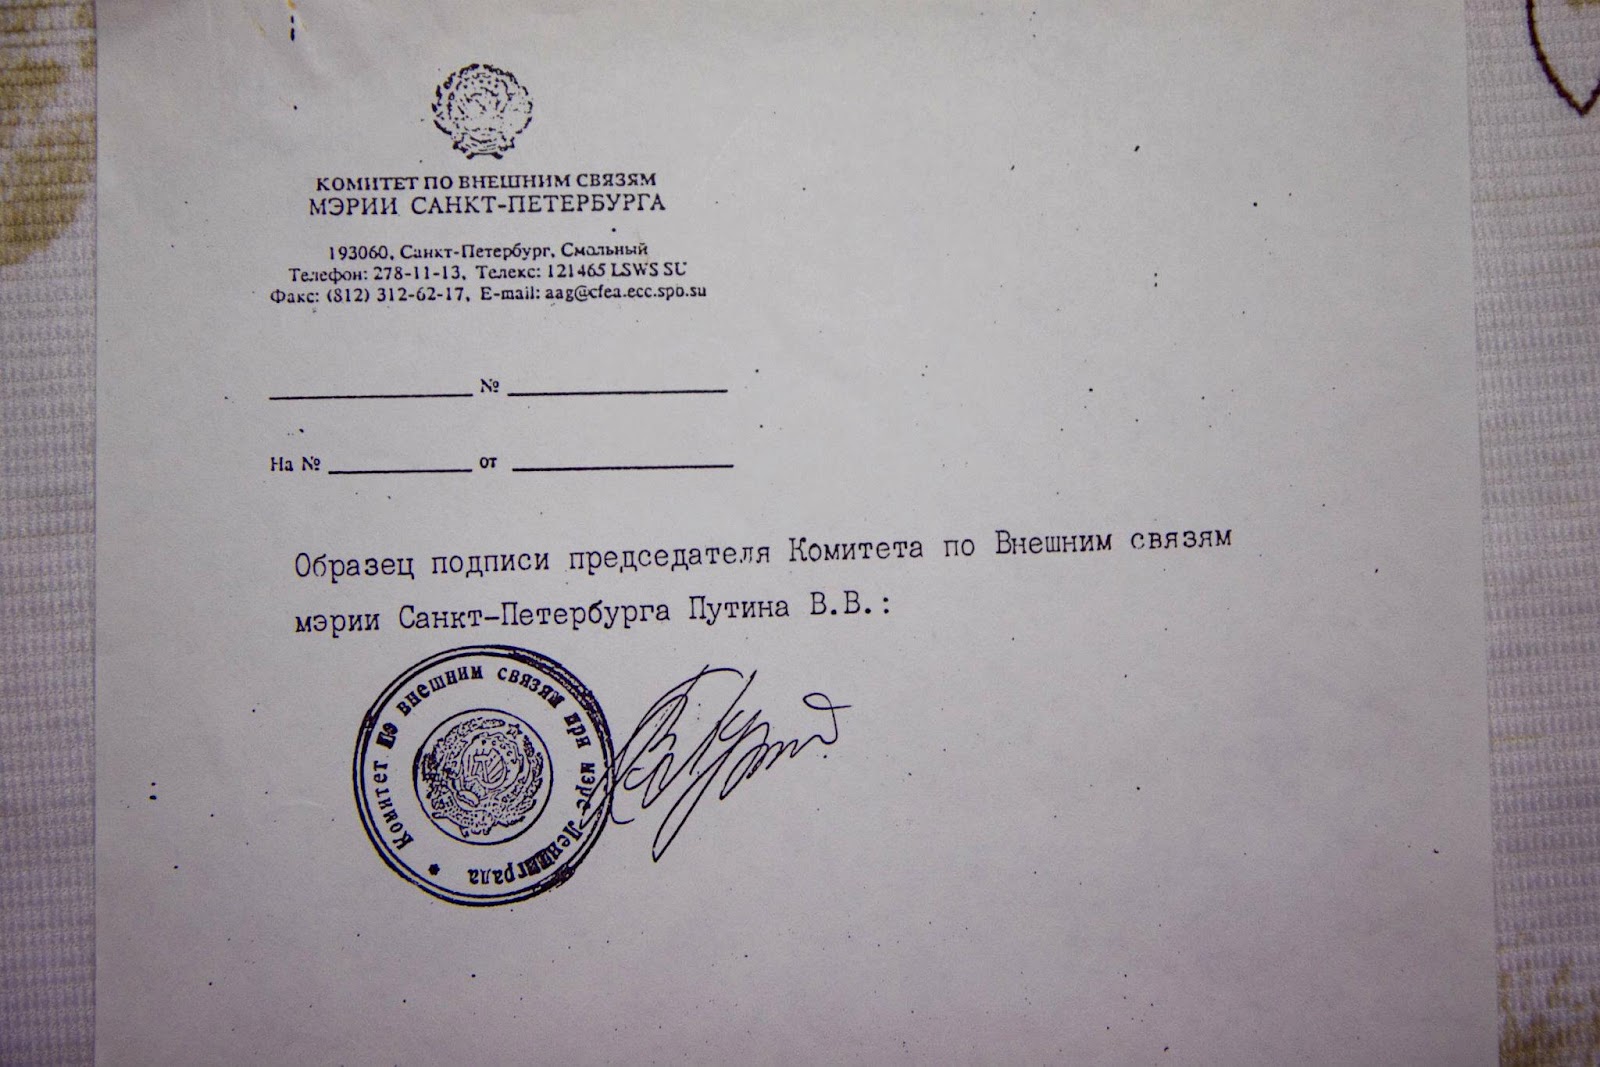 КОМИТЕТ ПО ВНЕШНИМ СВЯЗЯМ
МЭРИИ САНКТ-ПЕТЕРБУРГА
193060, Санкт-Петербург, Смольный
Телефон: 278-11-13, Телекс: 121465 LSWS SU
Факс: (812) 312-62-17, E-mail: aag@cfea.ecc.spb.su
№
На № от
Образец подписи председателя Комитета по Внешним связям
мэрии Санкт-Петербурга Путина В.В.:
Комитет по внешним связям при мэре Ленинграда